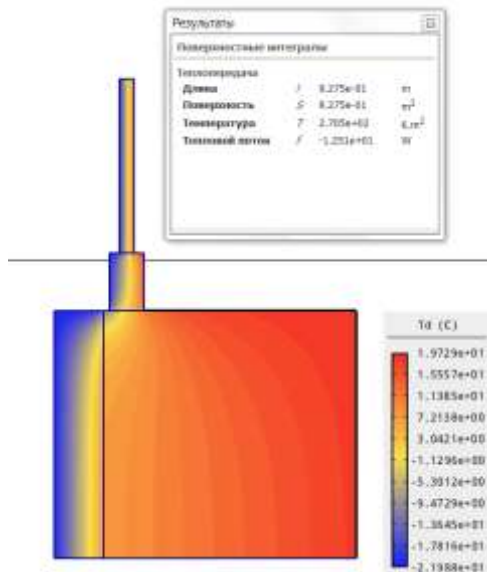 Результаты
Поверхностные интегралы
Теплопередача
Длина l 8.275e-01 m
Поверхность S 8.275e-01 m²
Температура T 2.705e+02 K.m²
Тепловой поток f -1.251e+01 W
Td (C)
1.9729e+01
1.5557e+01
1.1385e+01
7.2138e+00
3.0421e+00
-1.1296e+00
-5.3012e+00
-9.4729e+00
-1.3645e+01
-1.7816e+01
-2.1988e+01